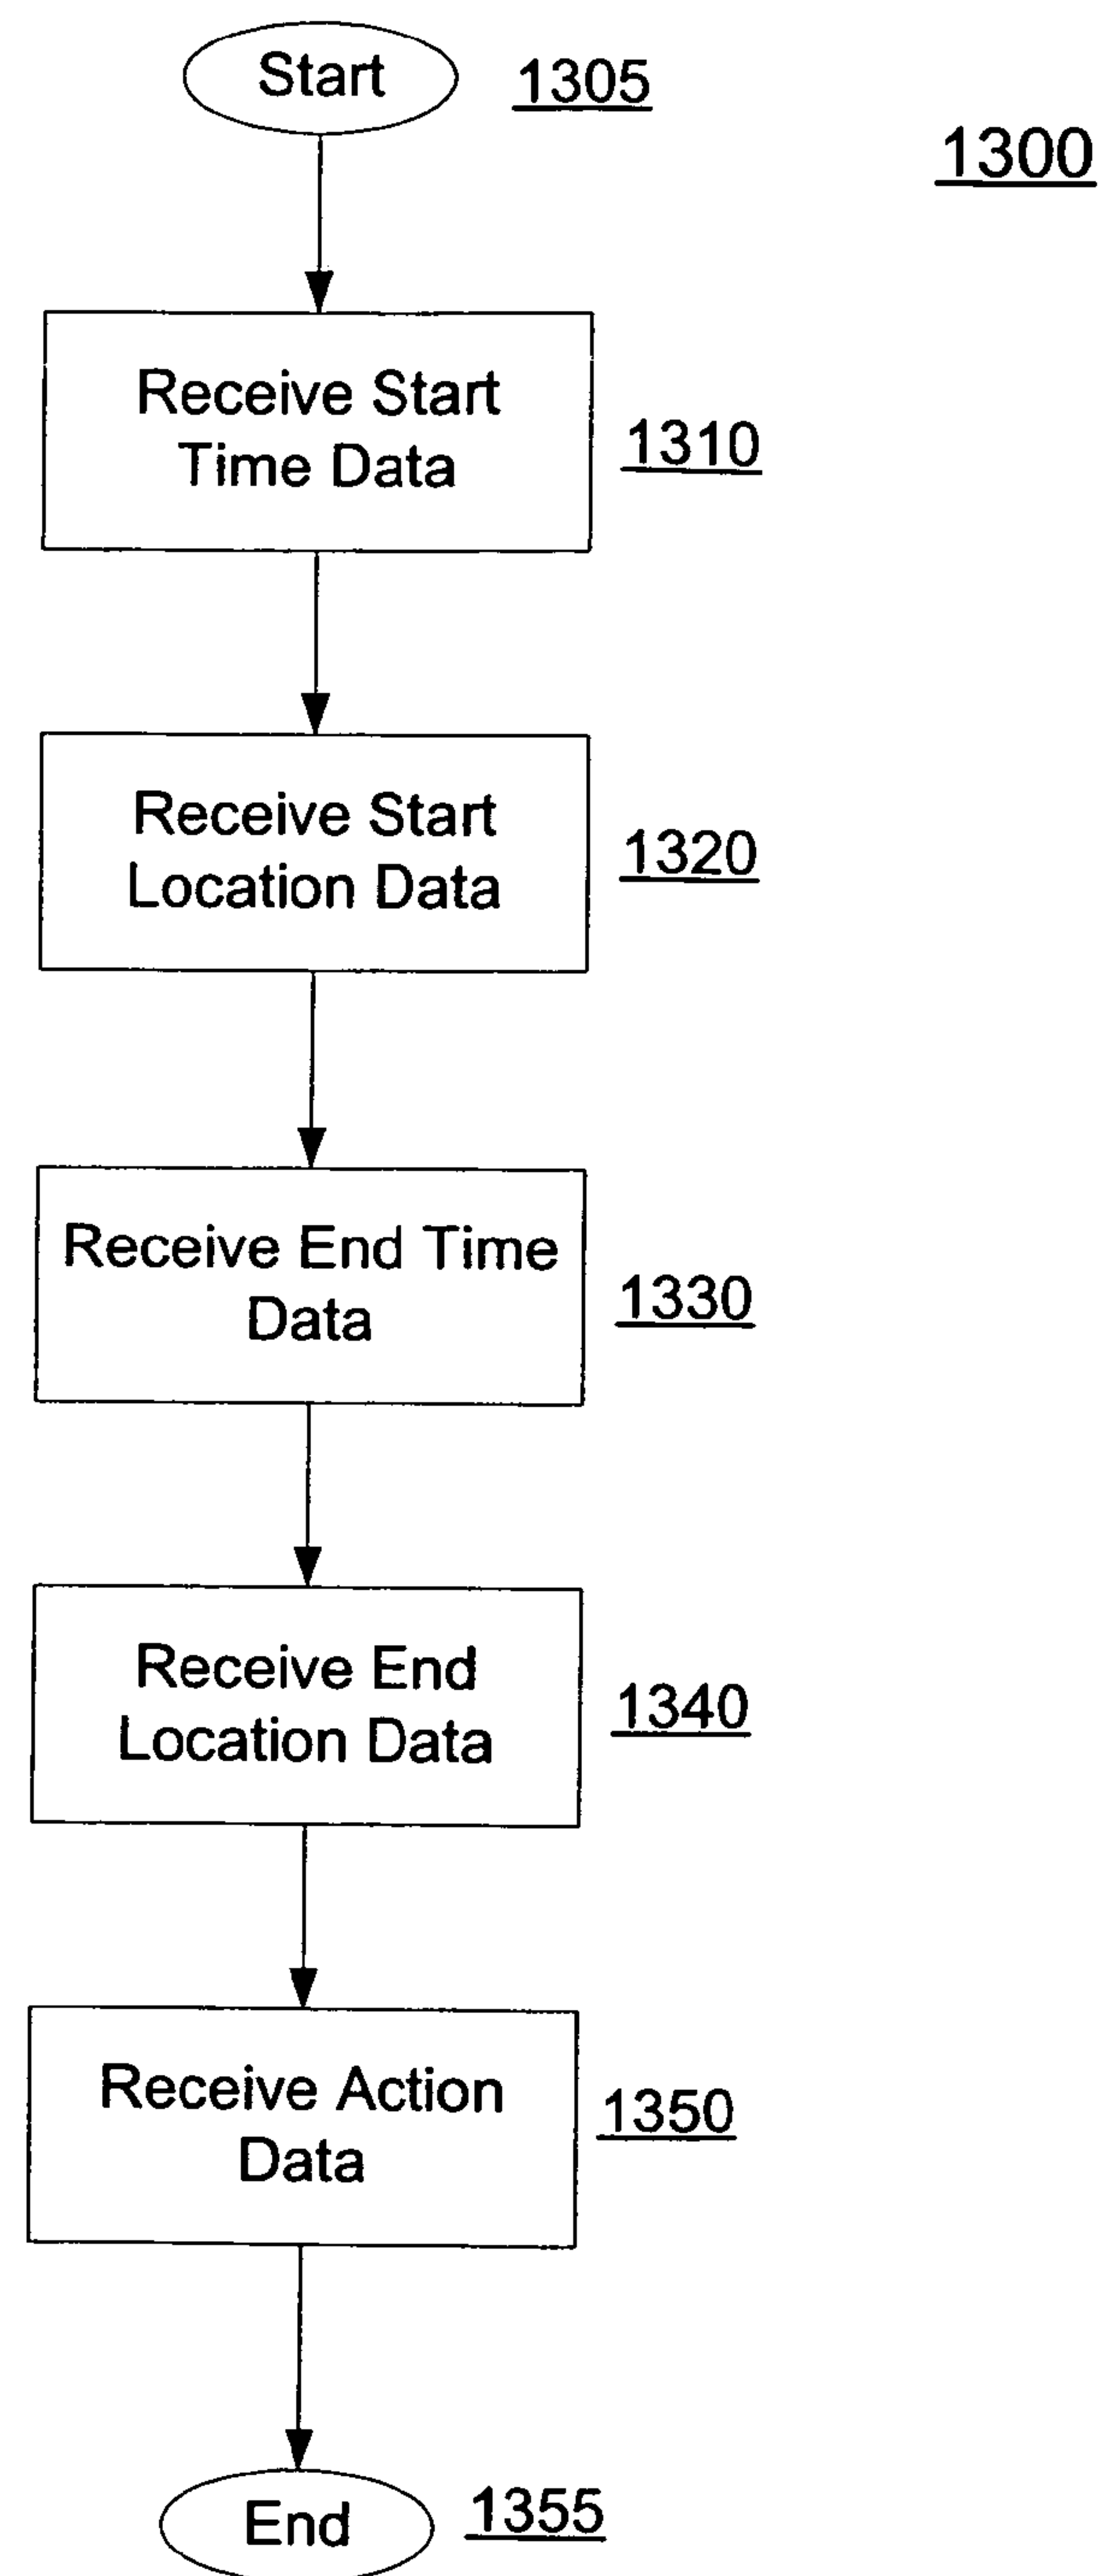 Start
1305
1300
Receive Start
Time Data
1310
Receive Start
Location Data
1320
Receive End Time
Data
1330
Receive End
Location Data
1340
Receive Action
Data
1350
End
1355